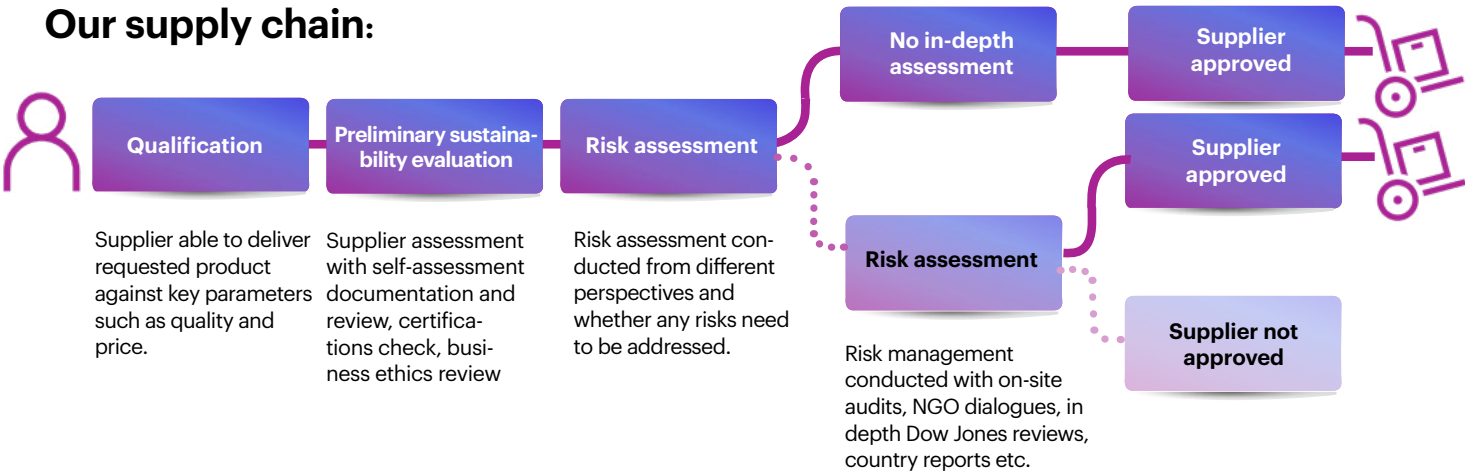 Our supply chain:
Qualification
Supplier able to deliver
requested product
against key parameters
such as quality and
price.
Preliminary sustaina-
bility evaluation
Supplier assessment
with self-assessment
documentation and
review, certifica-
tions check, busi-
ness ethics review
Risk assessment
Risk assessment con-
ducted from different
perspectives and
whether any risks need
to be addressed.
No in-depth
assessment
Supplier
approved
Risk assessment
Risk management
conducted with on-site
audits, NGO dialogues, in
depth Dow Jones reviews,
country reports etc.
Supplier
approved
Supplier not
approved